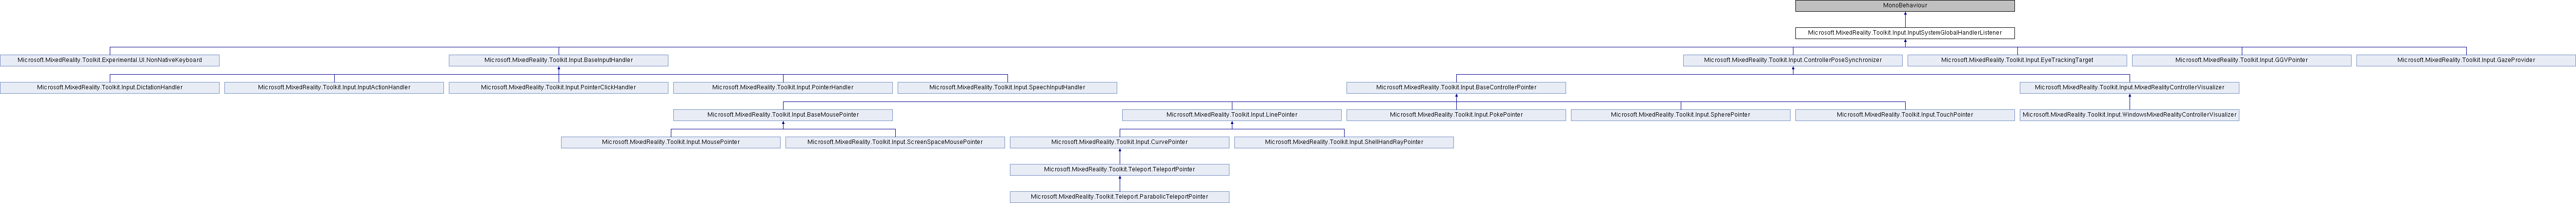 MonoBehaviour
Microsoft.MixedReality.Toolkit.Input.InputSystemGlobalHandlerListener
Microsoft.MixedReality.Toolkit.Experimental.UI.NonNativeKeyboard
Microsoft.MixedReality.Toolkit.Input.BaseInputHandler
Microsoft.MixedReality.Toolkit.Input.ControllerPoseSynchronizer
Microsoft.MixedReality.Toolkit.Input.EyeTrackingTarget
Microsoft.MixedReality.Toolkit.Input.GGVPointer
Microsoft.MixedReality.Toolkit.Input.GazeProvider
Microsoft.MixedReality.Toolkit.Input.DictationHandler
Microsoft.MixedReality.Toolkit.Input.InputActionHandler
Microsoft.MixedReality.Toolkit.Input.PointerClickHandler
Microsoft.MixedReality.Toolkit.Input.PointerHandler
Microsoft.MixedReality.Toolkit.Input.SpeechInputHandler
Microsoft.MixedReality.Toolkit.Input.BaseControllerPointer
Microsoft.MixedReality.Toolkit.Input.MixedRealityControllerVisualizer
Microsoft.MixedReality.Toolkit.Input.BaseMousePointer
Microsoft.MixedReality.Toolkit.Input.LinePointer
Microsoft.MixedReality.Toolkit.Input.PokePointer
Microsoft.MixedReality.Toolkit.Input.SpherePointer
Microsoft.MixedReality.Toolkit.Input.TouchPointer
Microsoft.MixedReality.Toolkit.Input.WindowsMixedRealityControllerVisualizer
Microsoft.MixedReality.Toolkit.Input.MousePointer
Microsoft.MixedReality.Toolkit.Input.ScreenSpaceMousePointer
Microsoft.MixedReality.Toolkit.Input.CurvePointer
Microsoft.MixedReality.Toolkit.Input.ShellHandRayPointer
Microsoft.MixedReality.Toolkit.Teleport.TeleportPointer
Microsoft.MixedReality.Toolkit.Teleport.ParabolicTeleportPointer